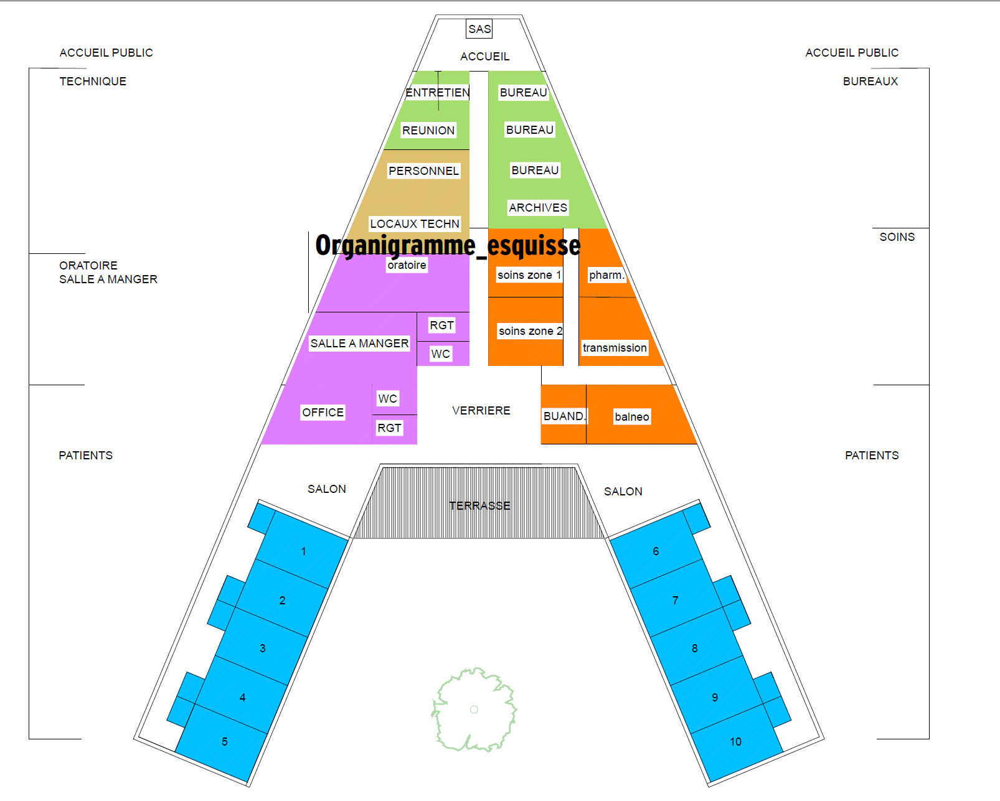 SAS
ACCUEIL PUBLIC
ACCUEIL
ACCUEIL PUBLIC
TECHNIQUE
BUREAUX
ENTRETIEN
BUREAU
REUNION
BUREAU
PERSONNEL
BUREAU
ARCHIVES
LOCAUX TECHN
SOINS
Organigramme_esquisse
ORATOIRE
SALLE A MANGER
oratoire
soins zone 1
pharm.
RGT
soins zone 2
SALLE A MANGER
WC
transmission
WC
OFFICE
VERRIERE
BUAND.
balneo
RGT
PATIENTS
PATIENTS
SALON
SALON
TERRASSE
1
6
2
7
3
8
4
9
5
10